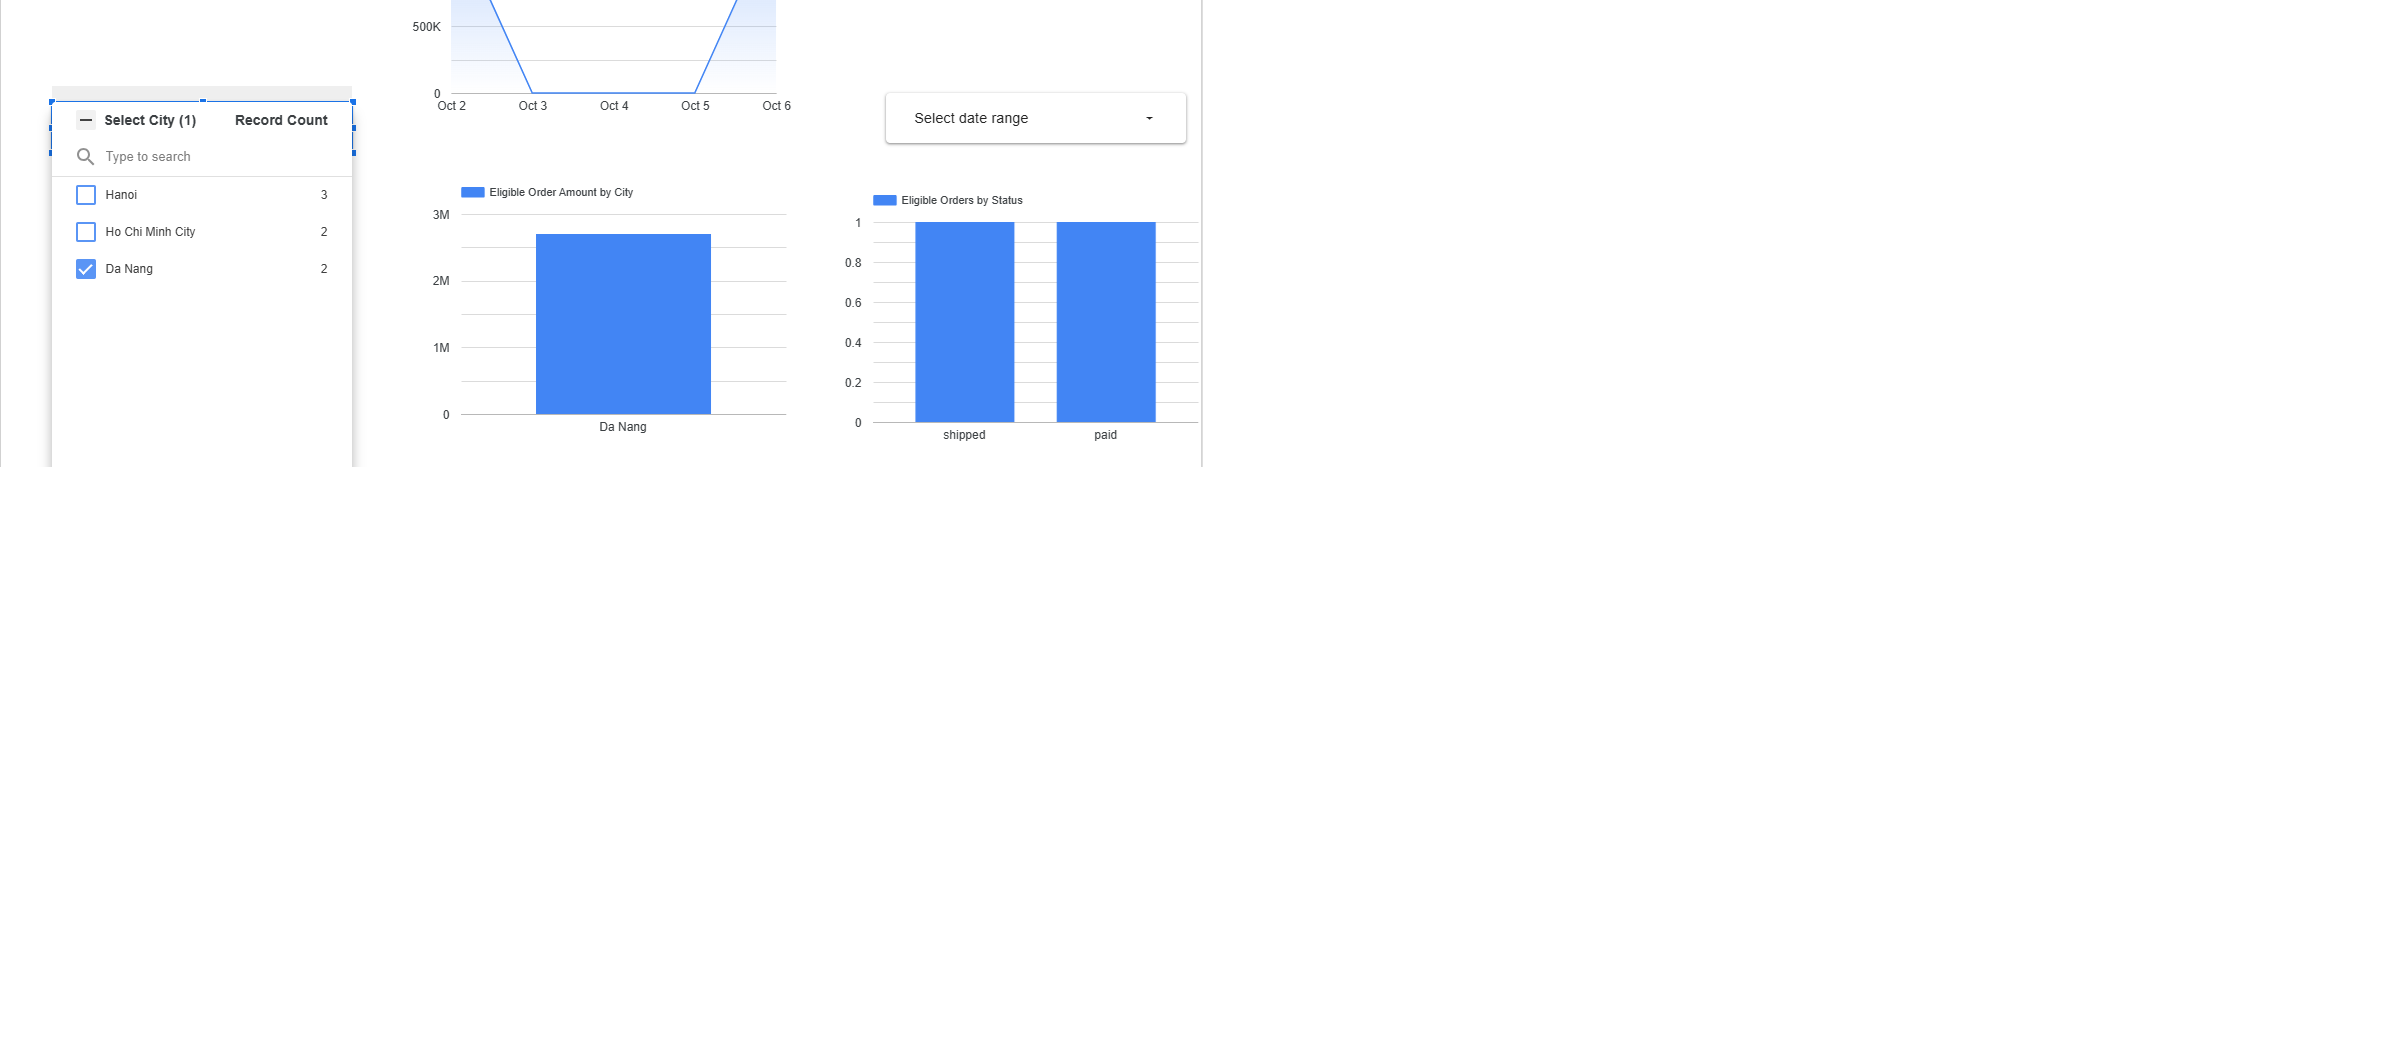 500K
0
Oct 2 Oct 3 Oct 4 Oct 5 Oct 6
Select City (1) Record Count
Type to search
Hanoi 3
Ho Chi Minh City 2
Da Nang 2
Select date range
Eligible Order Amount by City
3M
2M
1M
0
Da Nang
Eligible Orders by Status
1
0.8
0.6
0.4
0.2
0
shipped paid